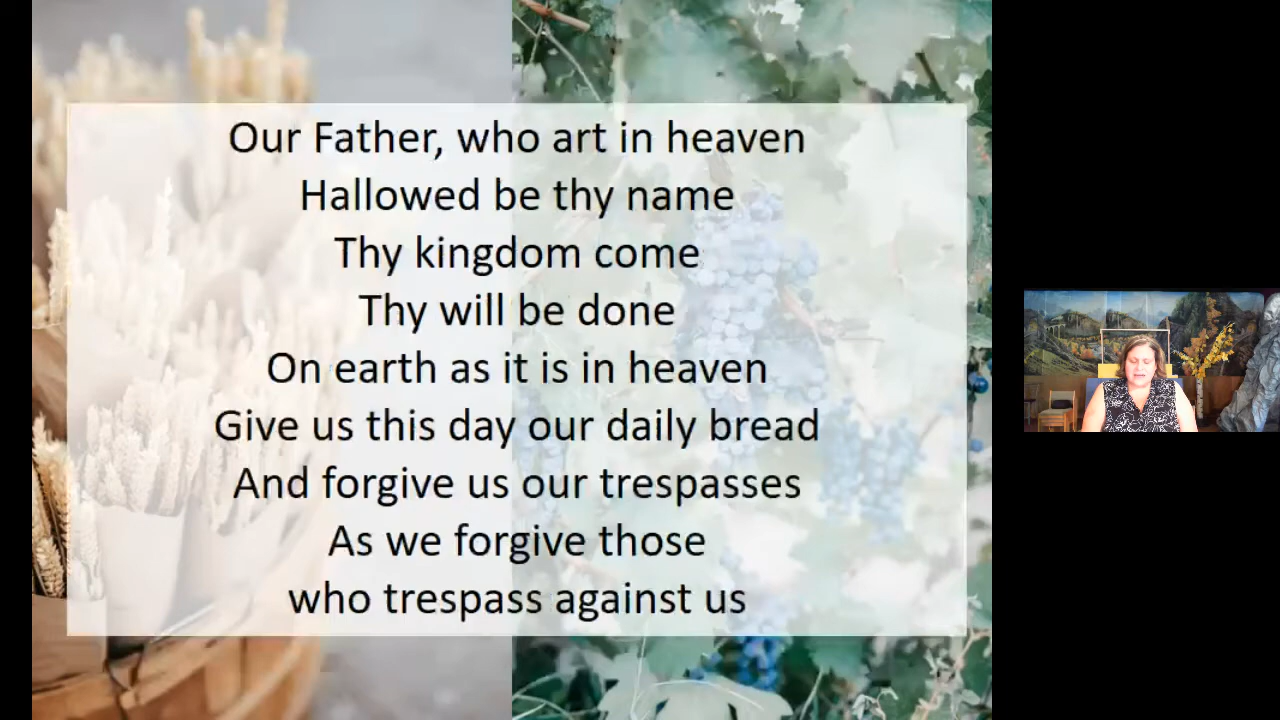 Our Father, who art in heaven
Hallowed be thy name
Thy kingdom come
Thy will be done
On earth as it is in heaven
Give us this day our daily bread
And forgive us our trespasses
As we forgive those
who trespass against us